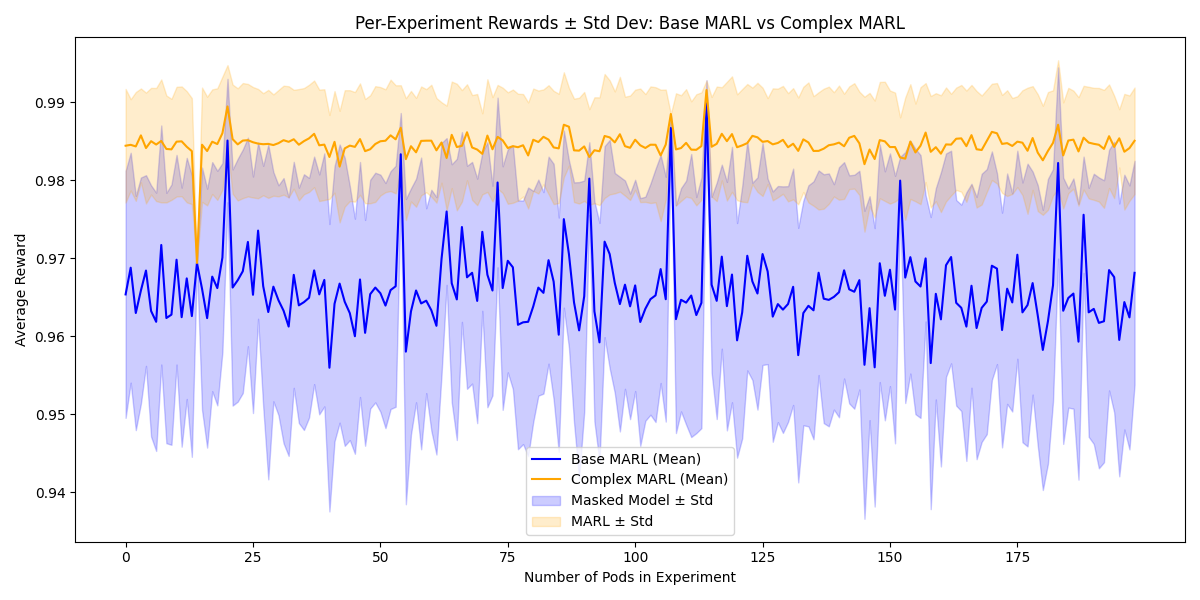 Per-Experiment Rewards ± Std Dev: Base MARL vs Complex MARL
Average Reward
0.99
0.98
0.97
0.96
0.95
0.94
Base MARL (Mean)
Complex MARL (Mean)
Masked Model ± Std
MARL ± Std
0 25 50 75 100 125 150 175
Number of Pods in Experiment